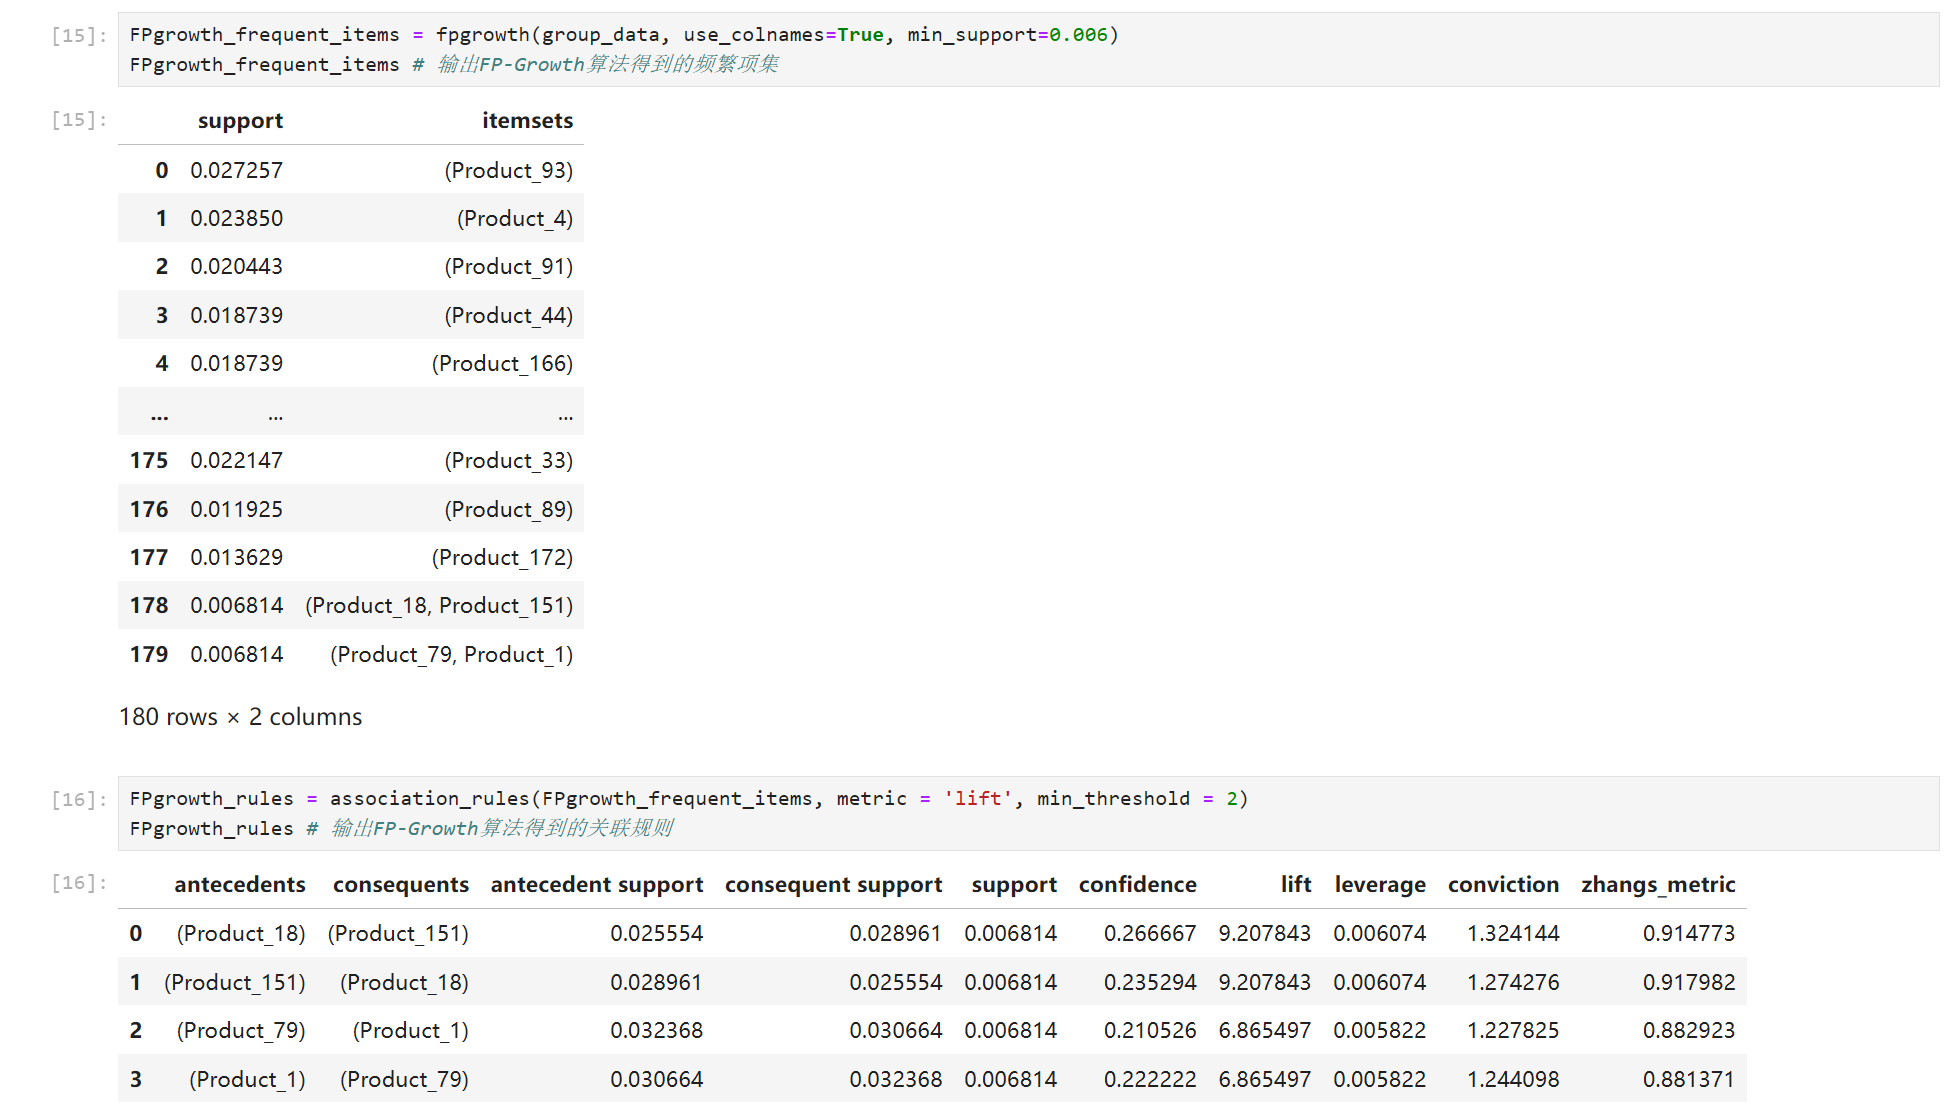 [15]: FPgrowth_frequent_items = fpgrowth(group_data, use_colnames=True, min_support=0.006)
FPgrowth_frequent_items # 输出FP-Growth算法得到的频繁项集
[15]: support itemsets
0 0.027257 (Product_93)
1 0.023850 (Product_4)
2 0.020443 (Product_91)
3 0.018739 (Product_44)
4 0.018739 (Product_166)
... ... ...
175 0.022147 (Product_33)
176 0.011925 (Product_89)
177 0.013629 (Product_172)
178 0.006814 (Product_18, Product_151)
179 0.006814 (Product_79, Product_1)
180 rows × 2 columns
[16]: FPgrowth_rules = association_rules(FPgrowth_frequent_items, metric = 'lift', min_threshold = 2)
FPgrowth_rules # 输出FP-Growth算法得到的关联规则
[16]: antecedents consequents antecedent support consequent support support confidence lift leverage conviction zhangs_metric
0 (Product_18) (Product_151) 0.025554 0.028961 0.006814 0.266667 9.207843 0.006074 1.324144 0.914773
1 (Product_151) (Product_18) 0.028961 0.025554 0.006814 0.235294 9.207843 0.006074 1.274276 0.917982
2 (Product_79) (Product_1) 0.032368 0.030664 0.006814 0.210526 6.865497 0.005822 1.227825 0.882923
3 (Product_1) (Product_79) 0.030664 0.032368 0.006814 0.222222 6.865497 0.005822 1.244098 0.881371